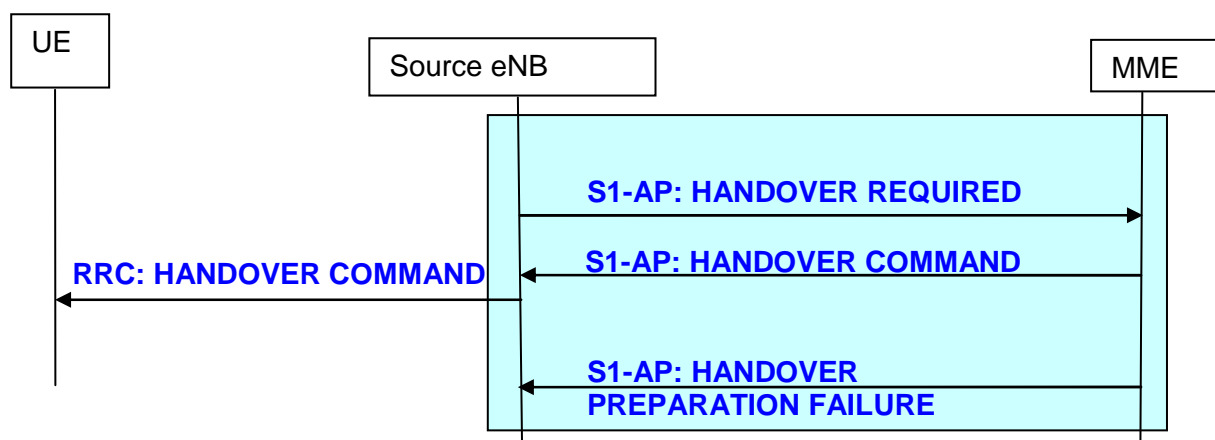 UE
Source eNB
MME
S1-AP: HANDOVER REQUIRED
S1-AP: HANDOVER COMMAND
RRC: HANDOVER COMMAND
S1-AP: HANDOVER
PREPARATION FAILURE